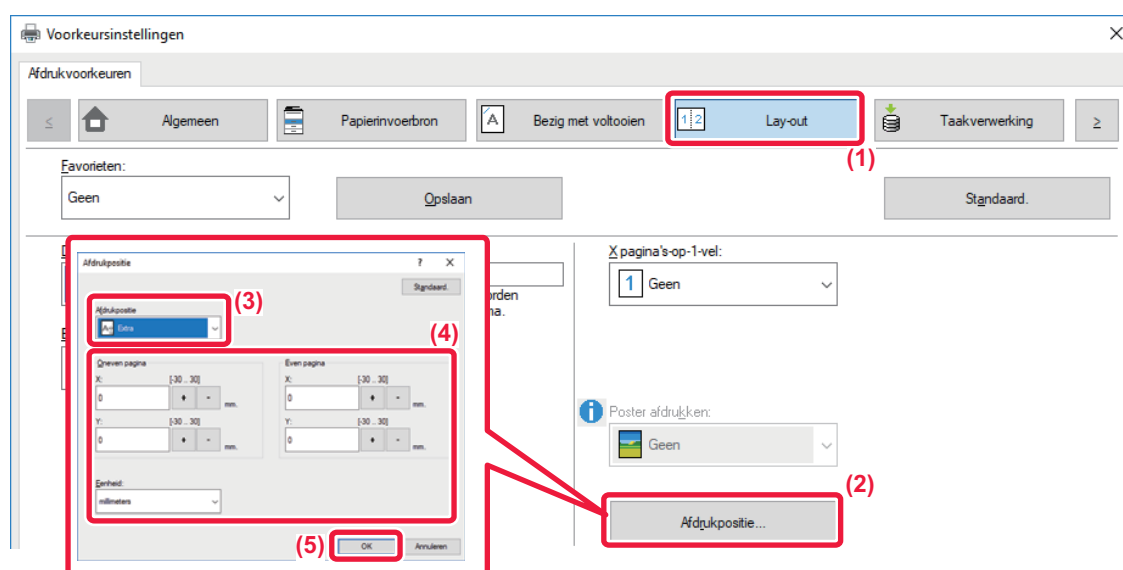 Voorkeursinstellingen
Afdrukvoorkeuren
≤ Algemeen Papierinvoerbron Bezig met voltooien 1 2 Lay-out Taakverwerking ≥
(1)
Favorieten:
Geen Opslaan Standaard.
Afdrukpositie ? X
Standaard.
Afdrukpositie
Extra
(3)
(4)
Oneven pagina
X: [-30 .. 30]
0 + - mm.
Y: [-30 .. 30]
0 + - mm.
Even pagina
X: [-30 .. 30]
0 + - mm.
Y: [-30 .. 30]
0 + - mm.
Eenheid:
millimeters
(5) OK Annuleren
X pagina's-op-1-vel:
1 Geen
Poster afdrukken:
Geen
(2)
Afdrukpositie...